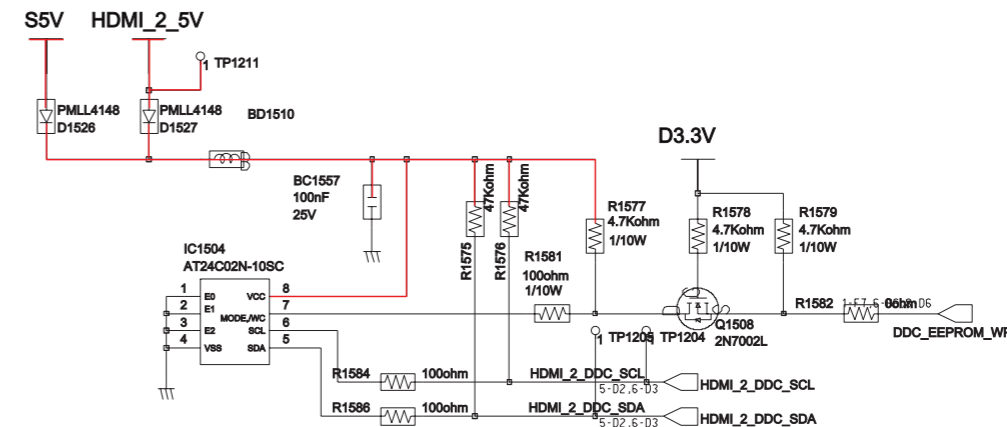 S5V
HDMI_2_5V
1 TP1211
PMLL4148
D1526
PMLL4148
D1527
BD1510
D3.3V
BC1557
100nF
25V
47Kohm
47Kohm
R1575
R1576
R1577
4.7Kohm
1/10W
R1578
4.7Kohm
1/10W
R1579
4.7Kohm
1/10W
IC1504
AT24C02N-10SC
R1581
100ohm
1/10W
1 E0 VCC 8
2 E1 MODE_/WC 7
3 E2 SCL 6
4 VSS SDA 5
Q1508
2N7002L
R1582
0ohm
DDC_EEPROM_WP
1 TP1205
1 TP1204
R1584 100ohm
HDMI_2_DDC_SCL
5-D2,6-D3
HDMI_2_DDC_SCL
R1586 100ohm
HDMI_2_DDC_SDA
5-D2,6-D3
HDMI_2_DDC_SDA